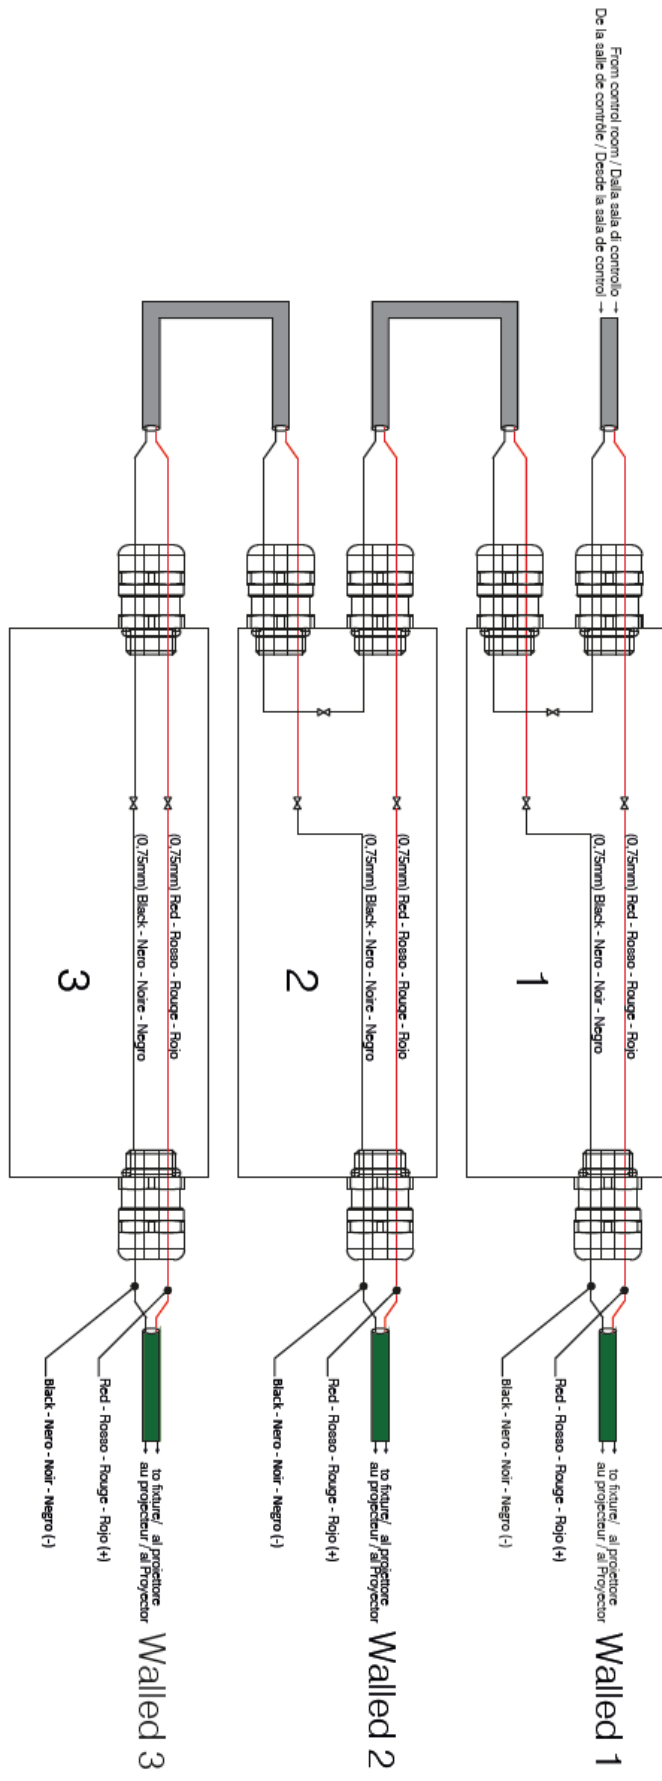 From control room / Dalla sala di controllo →
De la salle de contrôle / Desde la sala de control →
(0,75mm) Red - Rosso - Rouge - Rojo
(0,75mm) Black - Nero - Noir - Negro
1
Red - Rosso - Rouge - Rojo (+)
Black - Nero - Noir - Negro (-)
to fixture/ al proiettore
au projecteur / al Proyector
Walled 1
(0,75mm) Red - Rosso - Rouge - Rojo
(0,75mm) Black - Nero - Noire - Negro
2
Red - Rosso - Rouge - Rojo (+)
Black - Nero - Noir - Negro (-)
to fixture/ al proiettore
au projecteur / al Proyector
Walled 2
(0,75mm) Red - Rosso - Rouge - Rojo
(0,75mm) Black - Nero - Noire - Negro
3
Red - Rosso - Rouge - Rojo (+)
Black - Nero - Noir - Negro (-)
to fixture/ al proiettore
au projecteur / al Proyector
Walled 3